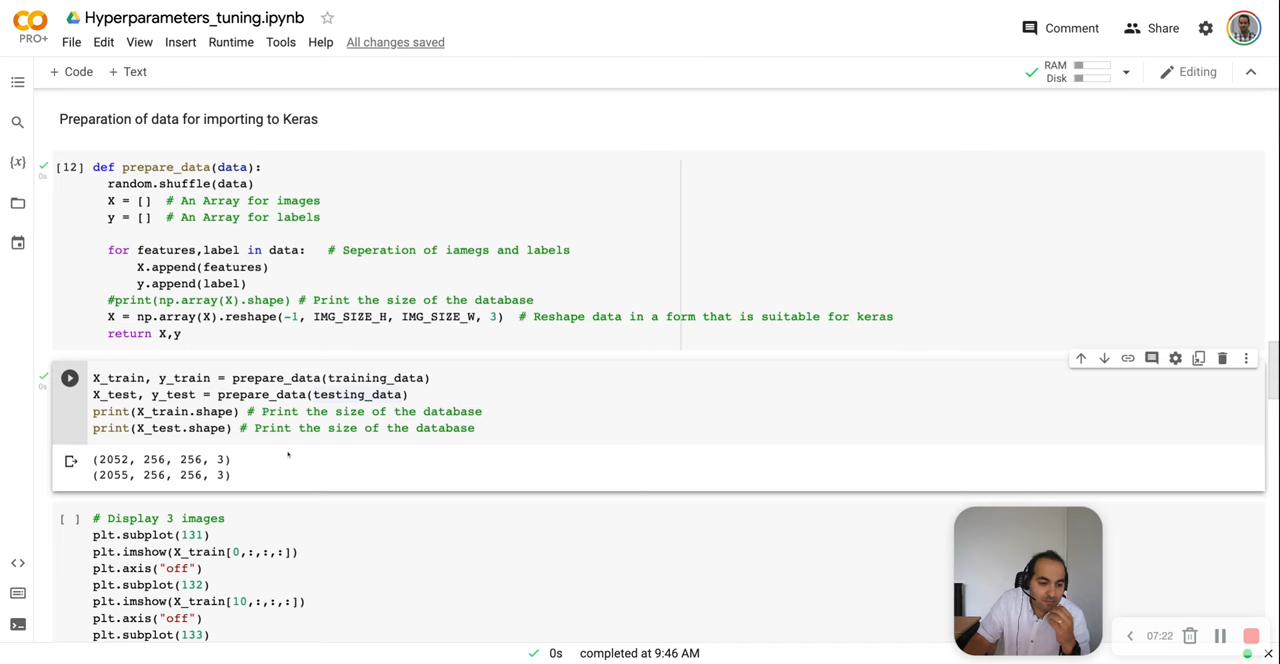 Hyperparameters_tuning.ipynb
PRO+
File Edit View Insert Runtime Tools Help All changes saved
Comment Share
+ Code + Text
RAM
Disk
Editing
Preparation of data for importing to Keras
{x}
[12] def prepare_data(data):
0s
random.shuffle(data)
X = [] # An Array for images
y = [] # An Array for labels
for features,label in data: # Seperation of iamegs and labels
X.append(features)
y.append(label)
#print(np.array(X).shape) # Print the size of the database
X = np.array(X).reshape(-1, IMG_SIZE_H, IMG_SIZE_W, 3) # Reshape data in a form that is suitable for keras
return X,y
X_train, y_train = prepare_data(training_data)
0s
X_test, y_test = prepare_data(testing_data)
print(X_train.shape) # Print the size of the database
print(X_test.shape) # Print the size of the database
(2052, 256, 256, 3)
(2055, 256, 256, 3)
[ ] # Display 3 images
plt.subplot(131)
plt.imshow(X_train[0,:,:,:])
plt.axis("off")
plt.subplot(132)
plt.imshow(X_train[10,:,:,:])
plt.axis("off")
plt.subplot(133)
07:22
0s completed at 9:46 AM